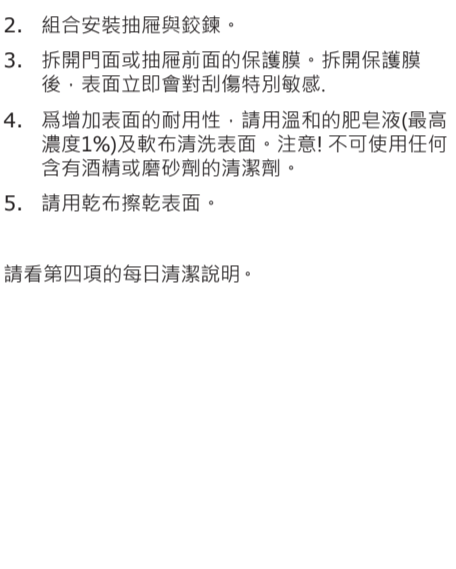 2. 組合安裝抽屜與鉸鍊。
3. 拆開門面或抽屜前面的保護膜。拆開保護膜
後，表面立即會對刮傷特別敏感.
4. 爲增加表面的耐用性，請用溫和的肥皂液(最高
濃度1%)及軟布清洗表面。注意! 不可使用任何
含有酒精或磨砂劑的清潔劑。
5. 請用乾布擦乾表面。
請看第四項的每日清潔說明。